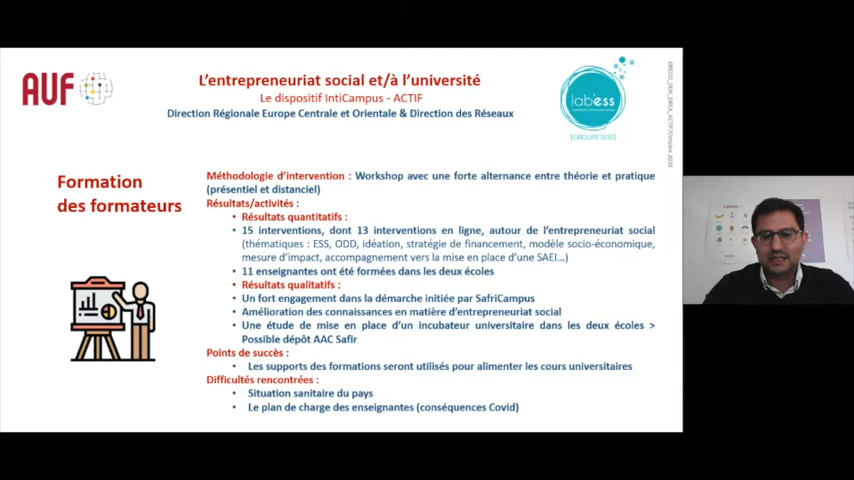 AUF
L'entrepreneuriat social et/à l'université
Le dispositif IntiCampus - ACTIF
Direction Régionale Europe Centrale et Orientale & Direction des Réseaux
lab'ess
[GROUPE SOS]
Formation
des formateurs
Méthodologie d'intervention : Workshop avec une forte alternance entre théorie et pratique
(présentiel et distanciel)
Résultats/activités :
• Résultats quantitatifs :
• 15 interventions, dont 13 interventions en ligne, autour de l'entrepreneuriat social
(thématiques : ESS, ODD, idéation, stratégie de financement, modèle socio-économique,
mesure d'impact, accompagnement vers la mise en place d'une SAEI…)
• 11 enseignantes ont été formées dans les deux écoles
• Résultats qualitatifs :
• Un fort engagement dans la démarche initiée par SafriCampus
• Amélioration des connaissances en matière d'entrepreneuriat social
• Une étude de mise en place d'un incubateur universitaire dans les deux écoles >
Possible dépôt AAC Safir
Points de succès :
• Les supports des formations seront utilisés pour alimenter les cours universitaires
Difficultés rencontrées :
• Situation sanitaire du pays
• Le plan de charge des enseignantes (conséquences Covid)